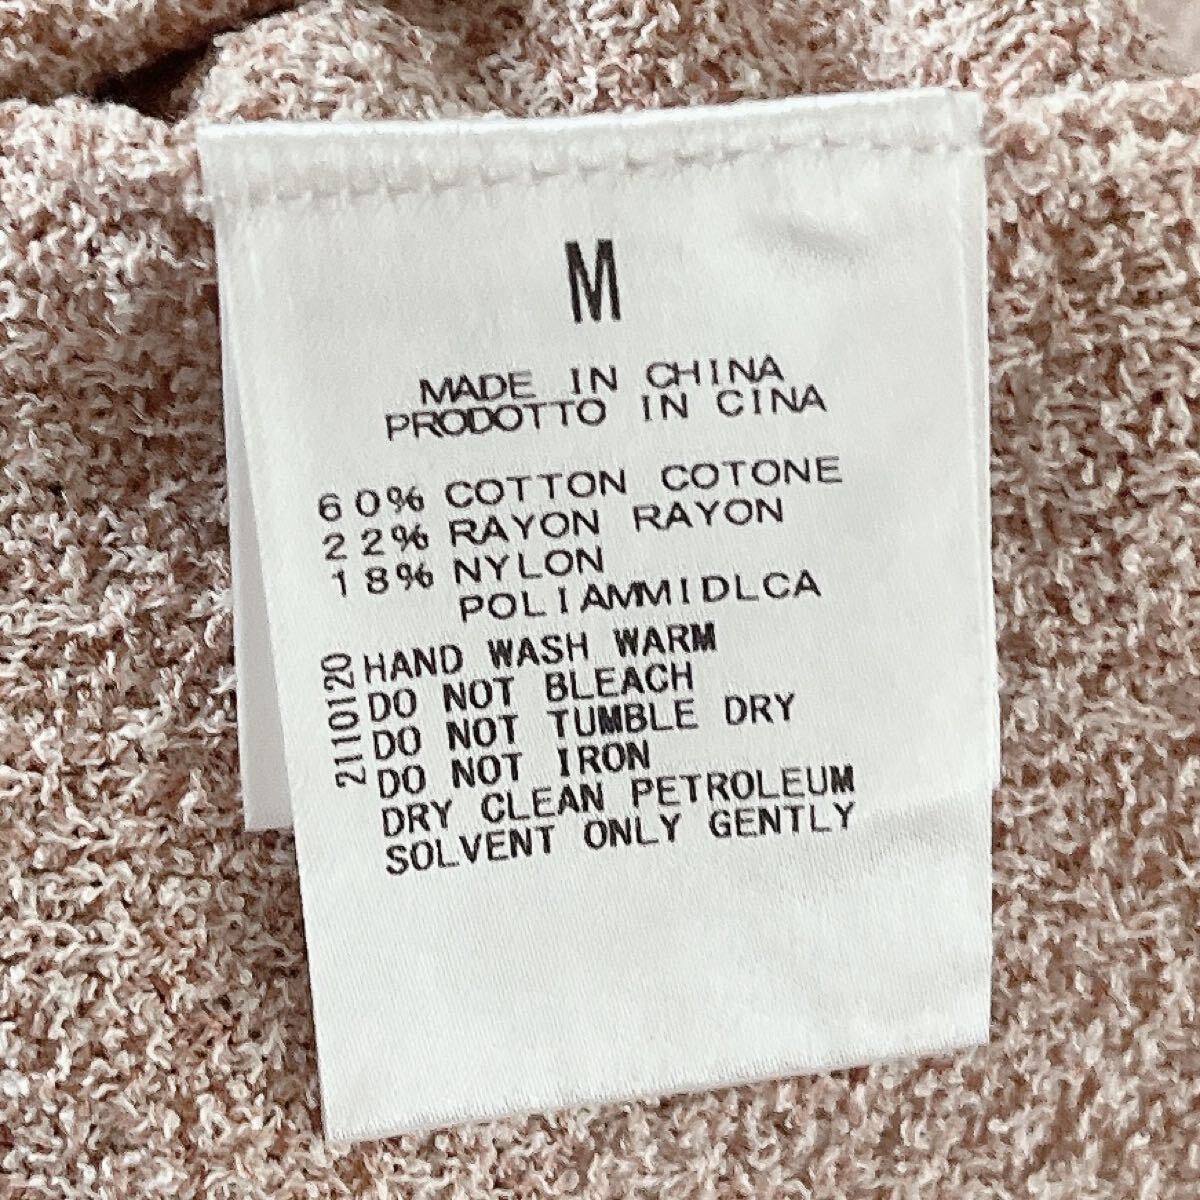 M
MADE IN CHINA
PRODOTTO IN CINA
60% COTTON COTONE
22% RAYON RAYON
18% NYLON
POLIAMMIDLCA
HAND WASH WARM
DO NOT BLEACH
DO NOT TUMBLE DRY
DO NOT IRON
DRY CLEAN PETROLEUM
SOLVENT ONLY GENTLY
2110120